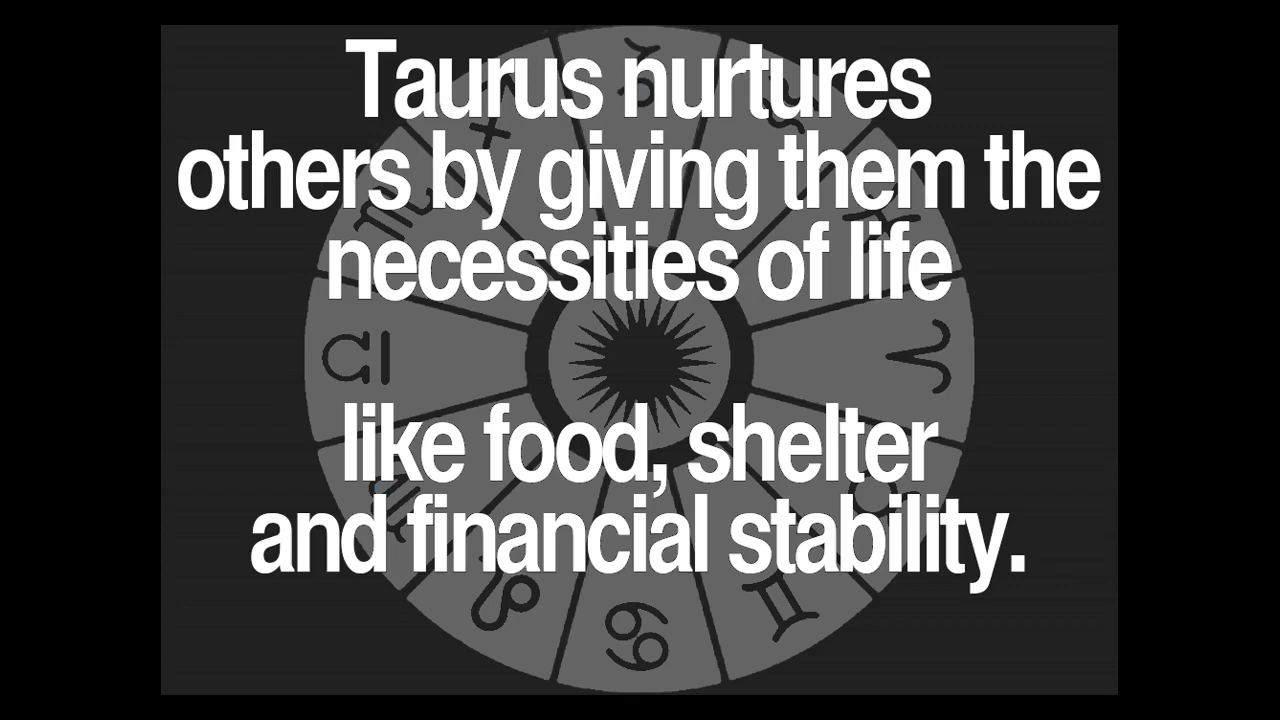 Taurus nurtures
others by giving them the
necessities of life
like food, shelter
and financial stability.